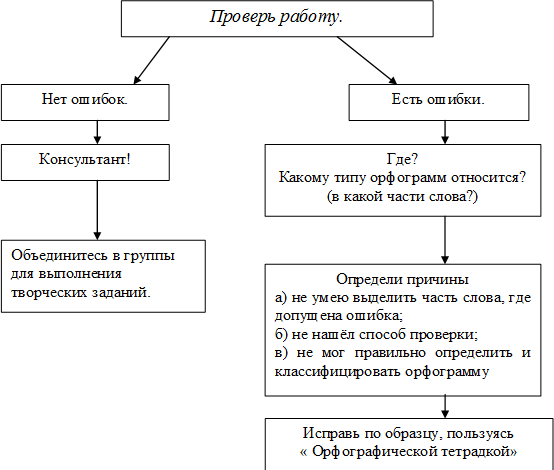 Проверь работу.
Нет ошибок.
Есть ошибки.
Консультант!
Где?
Какому типу орфограмм относится?
(в какой части слова?)
Объединитесь в группы
для выполнения
творческих заданий.
Определи причины
а) не умею выделить часть слова, где
допущена ошибка;
б) не нашёл способ проверки;
в) не мог правильно определить и
классифицировать орфограмму
Исправь по образцу, пользуясь
« Орфографической тетрадкой»